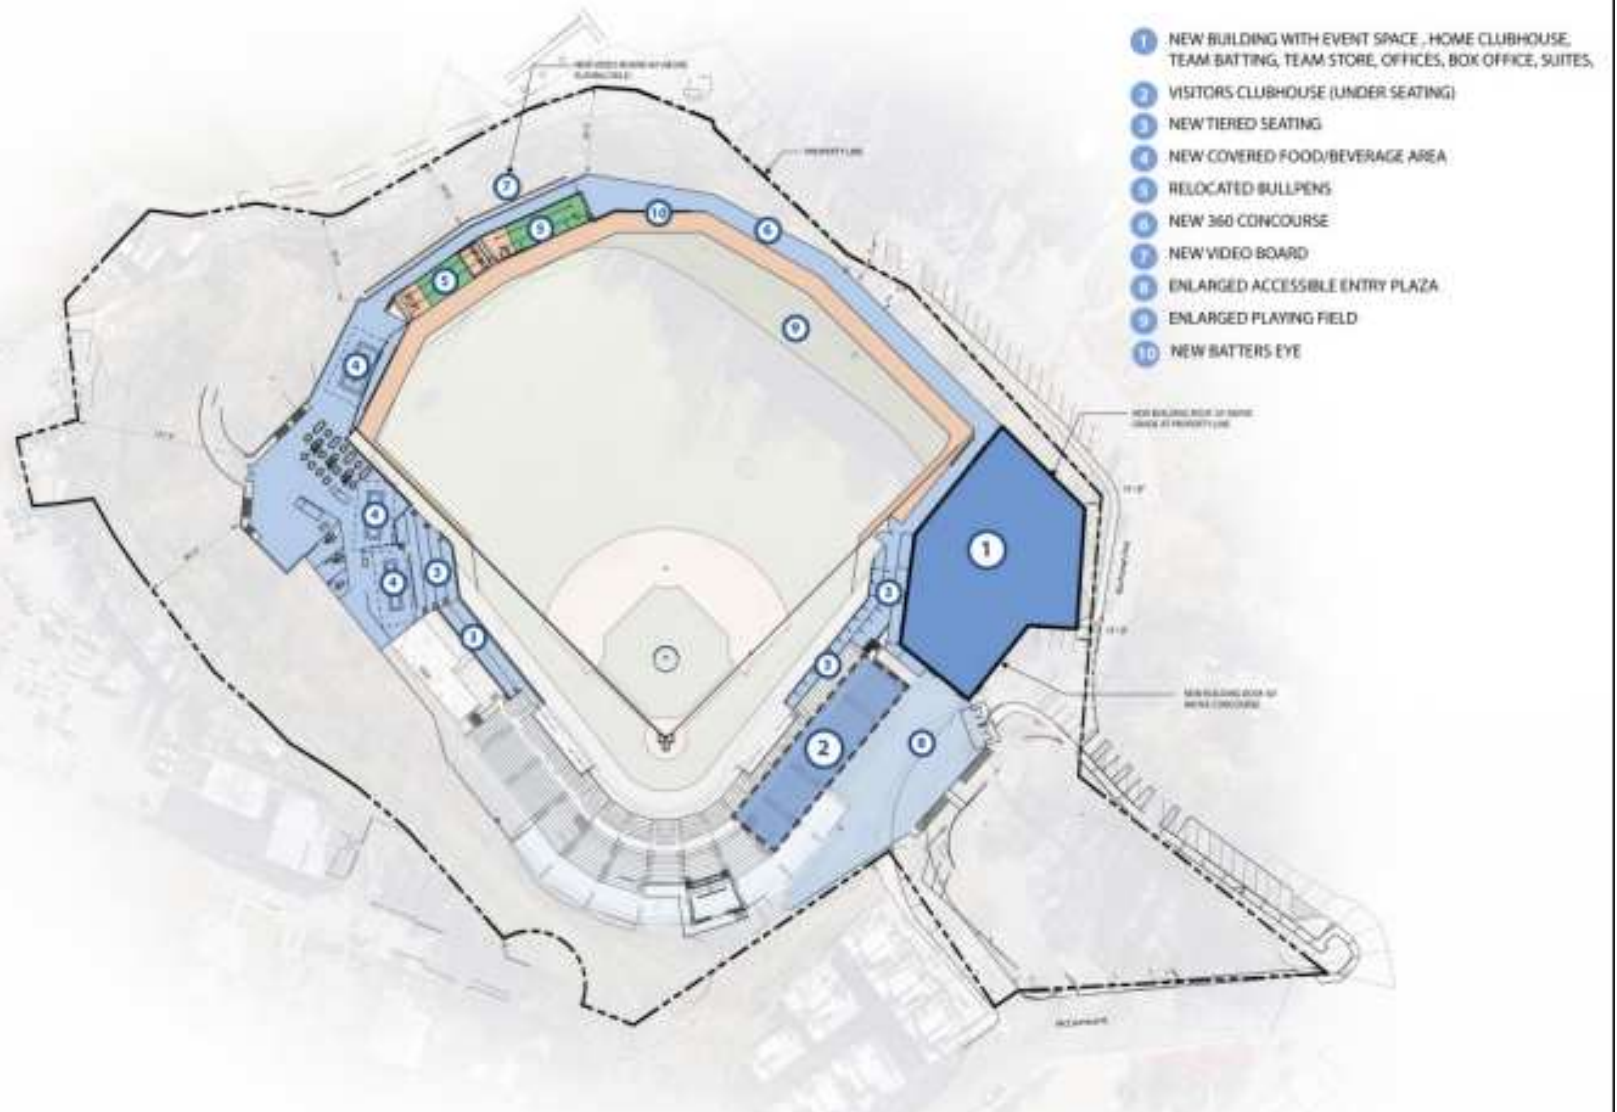 1 NEW BUILDING WITH EVENT SPACE , HOME CLUBHOUSE,
TEAM BATTING, TEAM STORE, OFFICES, BOX OFFICE, SUITES,
2 VISITORS CLUBHOUSE (UNDER SEATING)
3 NEW TIERED SEATING
4 NEW COVERED FOOD/BEVERAGE AREA
5 RELOCATED BULLPENS
6 NEW 360 CONCOURSE
7 NEW VIDEO BOARD
8 ENLARGED ACCESSIBLE ENTRY PLAZA
9 ENLARGED PLAYING FIELD
10 NEW BATTERS EYE
PROPERTY LINE
7
5
10
6
5
9
4
4
1
3
4
3
3
3
2
8